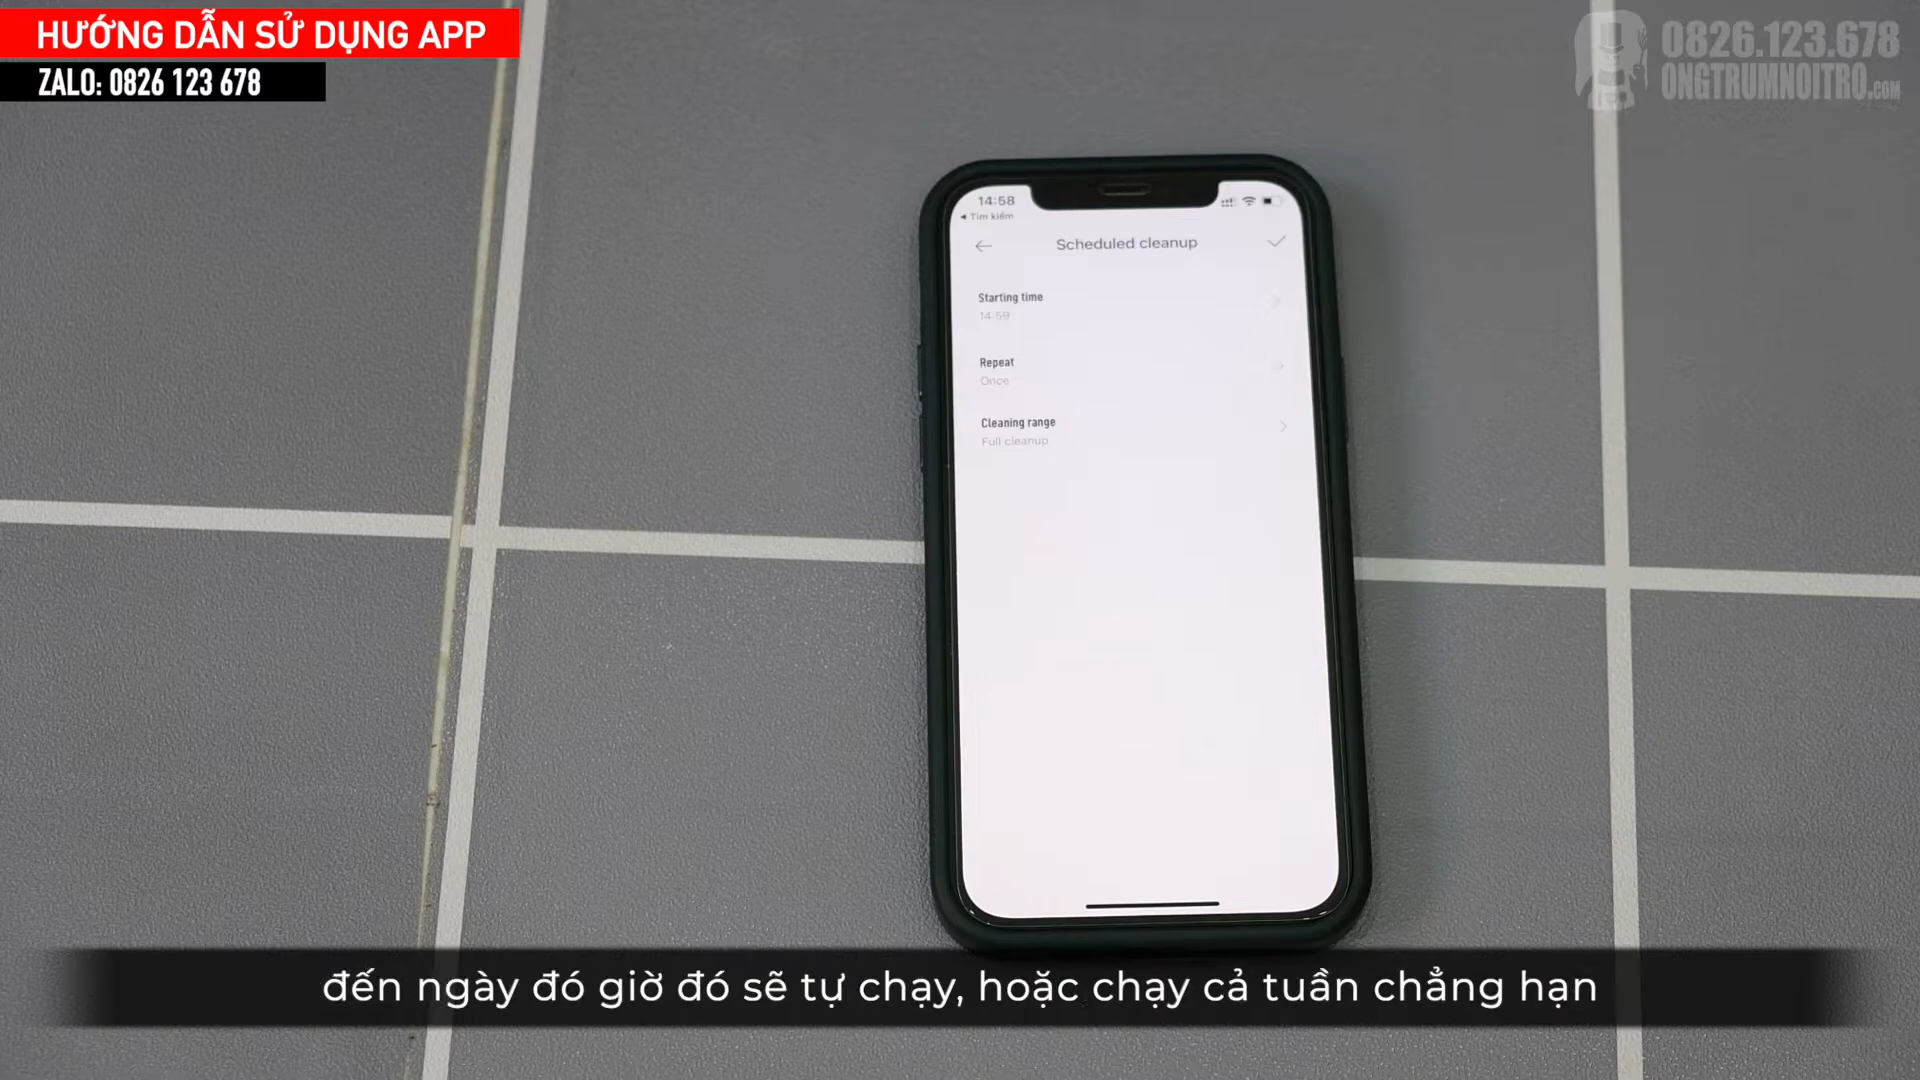 HƯỚNG DẪN SỬ DỤNG APP
ZALO: 0826 123 678
0826.123.678
ONGTRUMNOITRO.COM
14:58
◄ Tìm kiếm
Scheduled cleanup
Starting time
14:59
Repeat
Once
Cleaning range
Full cleanup
đến ngày đó giờ đó sẽ tự chạy, hoặc chạy cả tuần chẳng hạn